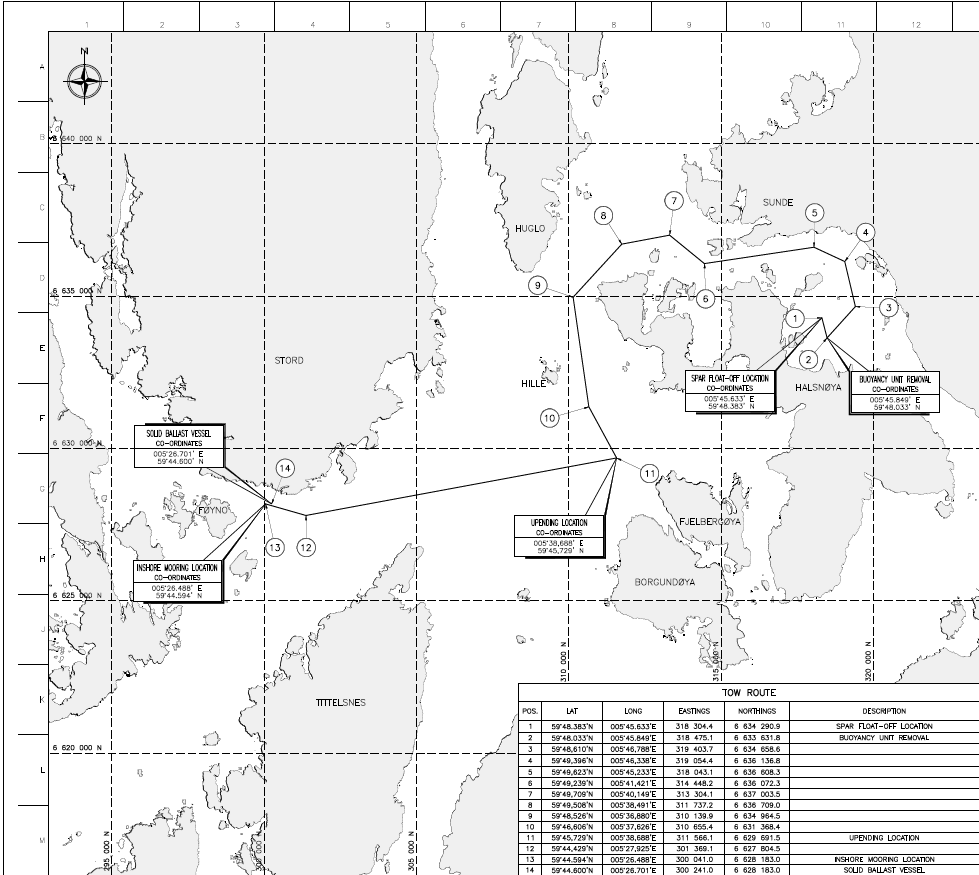 1 2 3 4 5 6 7 8 9 10 11 12
N
A
B
6 640 000 N
C
SUNDE
7
8
5
HUGLO
4
D
9
6
6 635 000 N
3
1
E
2
STORD
SPAR FLOAT-OFF LOCATION
CO-ORDINATES
005°45.633' E
59°48.383' N
BUOYANCY UNIT REMOVAL
CO-ORDINATES
005°45.849' E
59°48.033' N
HILLE
HALSNØYA
F
10
SOLID BALLAST VESSEL
CO-ORDINATES
005°26.701' E
59°44.600' N
6 630 000 N
14
11
G
FØYNO
UPENDING LOCATION
CO-ORDINATES
005°38,688' E
59°45,729' N
FJELBERGØYA
13
12
H
INSHORE MOORING LOCATION
CO-ORDINATES
005°26.488' E
59°44.594' N
BORGUNDØYA
6 625 000 N
J
310 000 N
315 000 N
320 000 N
K
TITTELSNES
6 620 000 N
L
M
295 000 N
300 000 N
305 000 N
TOW ROUTE
POS. LAT LONG EASTINGS NORTHINGS DESCRIPTION
1 59°48.383'N 005°45.633'E 318 304.4 6 634 290.9 SPAR FLOAT-OFF LOCATION
2 59°48.033'N 005°45.849'E 318 475.1 6 633 631.8 BUOYANCY UNIT REMOVAL
3 59°48,610'N 005°46,788'E 319 403.7 6 634 658.6
4 59°49,396'N 005°46,338'E 319 054.4 6 636 136.8
5 59°49,623'N 005°45,233'E 318 043.1 6 636 608.3
6 59°49,239'N 005°41,421'E 314 448.2 6 636 072.3
7 59°49,709'N 005°40,149'E 313 304.1 6 637 003.5
8 59°49,508'N 005°38,491'E 311 737.2 6 636 709.0
9 59°48,526'N 005°36,880'E 310 139.9 6 634 964.5
10 59°46,606'N 005°37,626'E 310 655.4 6 631 368.4
11 59°45,729'N 005°38,688'E 311 566.1 6 629 691.5 UPENDING LOCATION
12 59°44,429'N 005°27,925'E 301 369.1 6 627 804.5
13 59°44.594'N 005°26.488'E 300 041.0 6 628 183.0 INSHORE MOORING LOCATION
14 59°44.600'N 005°26.701'E 300 241.0 6 628 183.0 SOLID BALLAST VESSEL